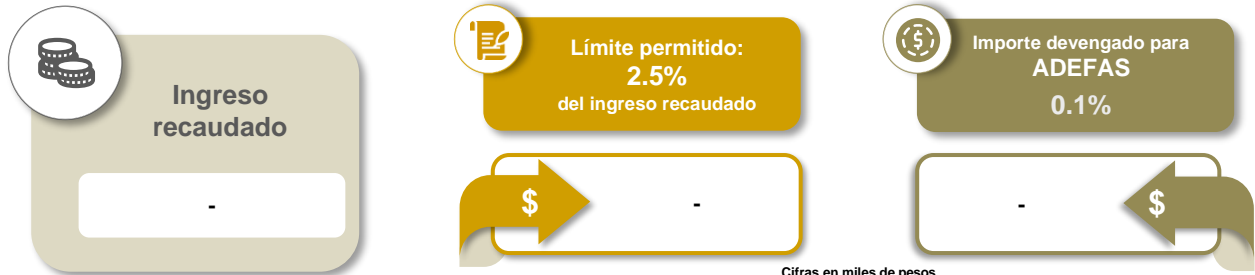 Ingreso
recaudado
-
Límite permitido:
2.5%
del ingreso recaudado
$
-
Importe devengado para
ADEFAS
0.1%
-
$
Cifras en miles de pesos